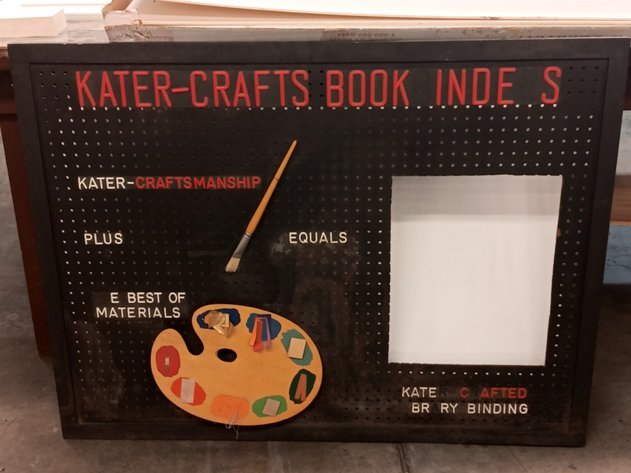 KATER-CRAFTS BOOK INDE S
KATER-CRAFTSMANSHIP
PLUS
EQUALS
E BEST OF
MATERIALS
KATE C AFTED
BR RY BINDING